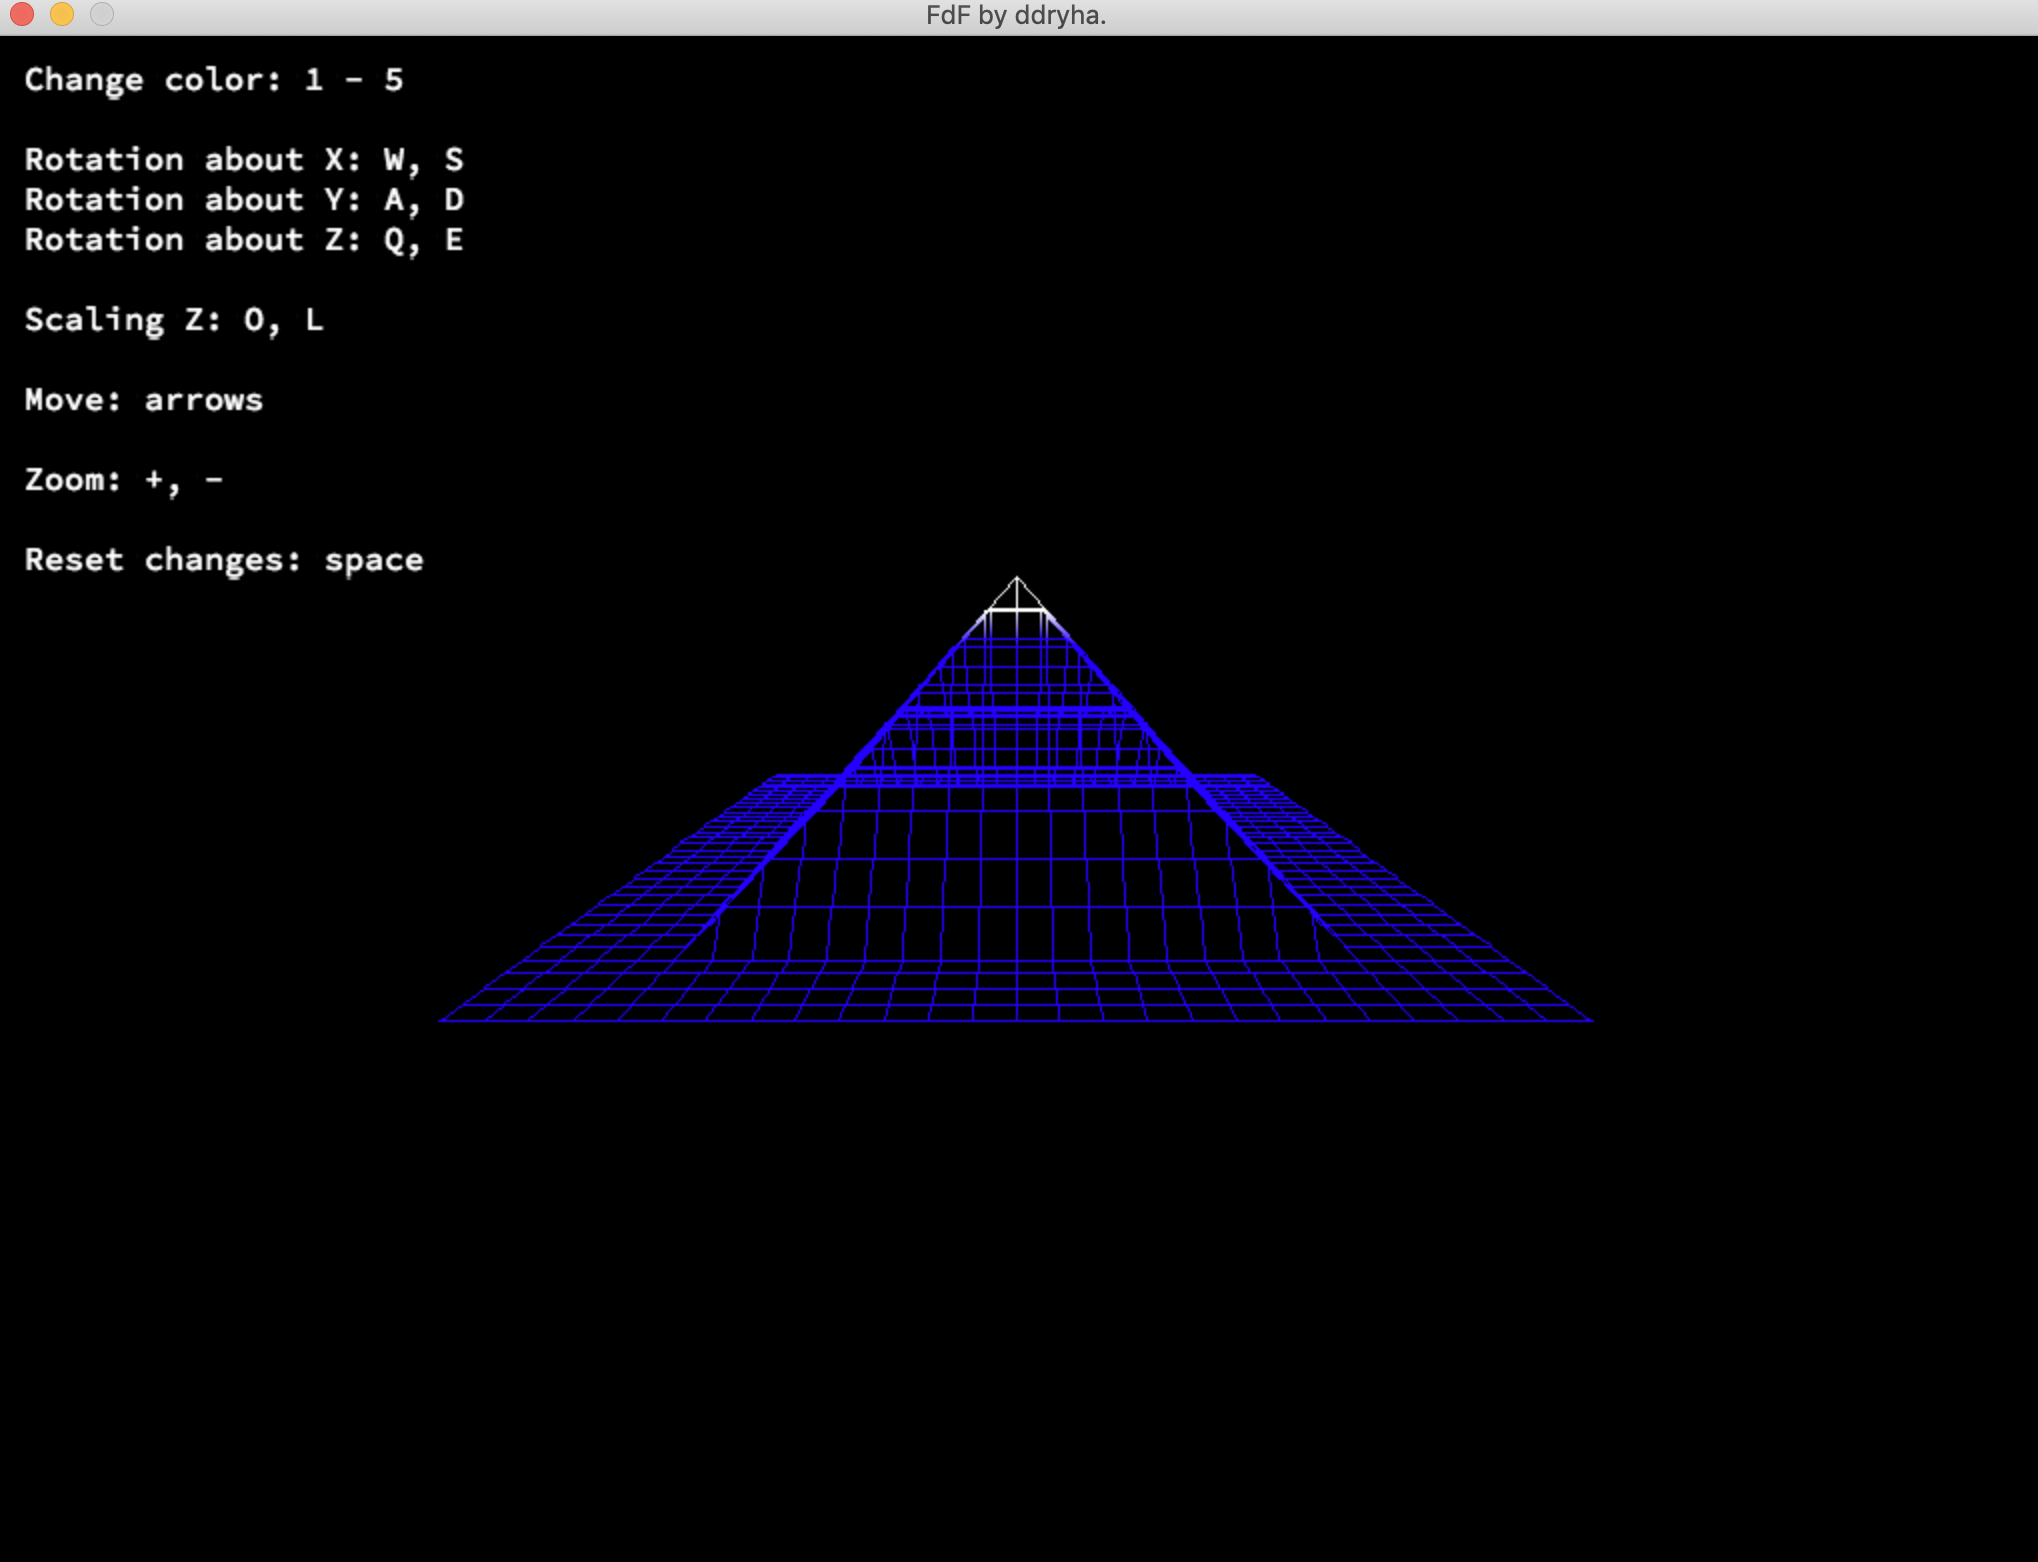 FdF by ddryha.
Change color: 1 - 5
Rotation about X: W, S
Rotation about Y: A, D
Rotation about Z: Q, E
Scaling Z: O, L
Move: arrows
Zoom: +, -
Reset changes: space